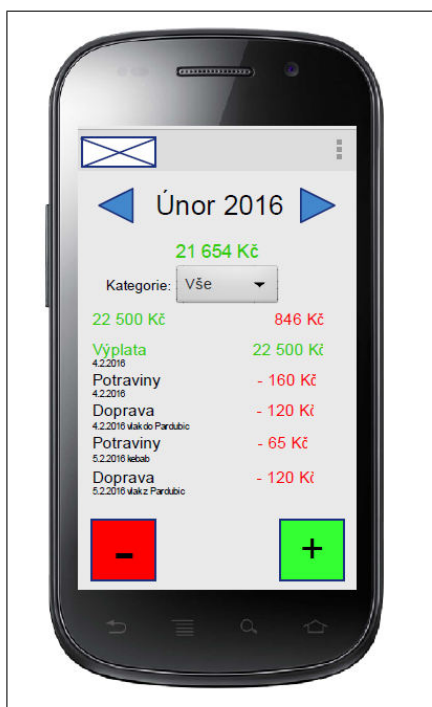 Únor 2016
21 654 Kč
Kategorie: Vše
22 500 Kč 846 Kč
Výplata 22 500 Kč
4.2.2016
Potraviny - 160 Kč
4.2.2016
Doprava - 120 Kč
4.2.2016 vlak do Pardubic
Potraviny - 65 Kč
5.2.2016 kebab
Doprava - 120 Kč
5.2.2016 vlak z Pardubic
- +